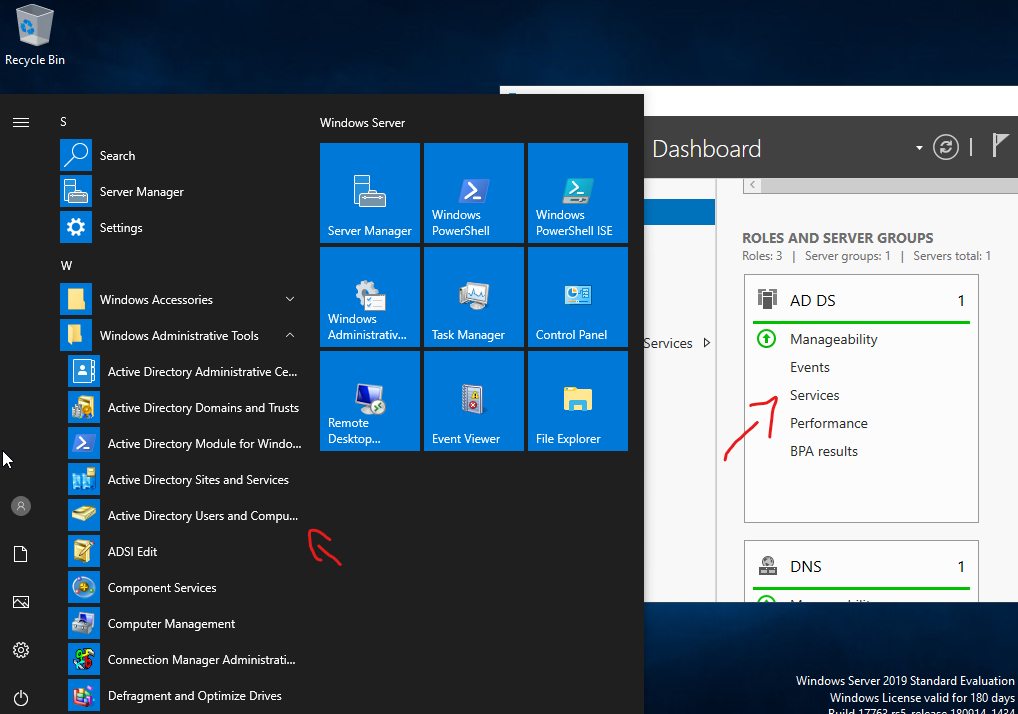 Recycle Bin
S
Search
Server Manager
Settings
W
Windows Accessories
Windows Administrative Tools
Active Directory Administrative Ce...
Active Directory Domains and Trusts
Active Directory Module for Windo...
Active Directory Sites and Services
Active Directory Users and Compu...
ADSI Edit
Component Services
Computer Management
Connection Manager Administrati...
Defragment and Optimize Drives
Windows Server
Server Manager
Windows PowerShell
Windows PowerShell ISE
Windows Administrativ...
Task Manager
Control Panel
Remote Desktop...
Event Viewer
File Explorer
Dashboard
Services
ROLES AND SERVER GROUPS
Roles: 3 | Server groups: 1 | Servers total: 1
AD DS 1
Manageability
Events
Services
Performance
BPA results
DNS 1
Manageability
Windows Server 2019 Standard Evaluation
Windows License valid for 180 days
Build 17763.rs5_release.180914-1434